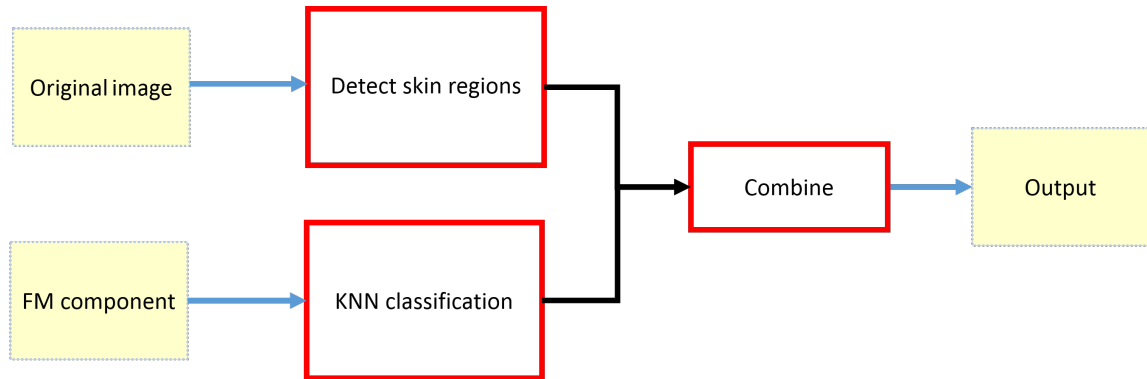 Original image
Detect skin regions
Combine
Output
FM component
KNN classification